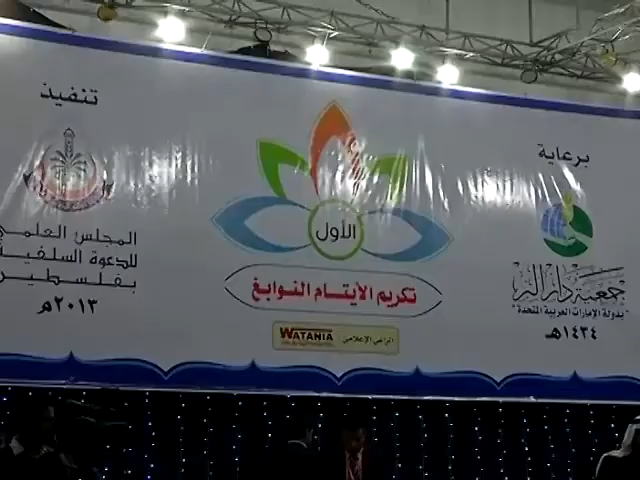 برعاية
جمعية دار البر
"بدولة الإمارات العربية المتحدة"
١٤٣٤هـ
الأول
تكريم الأيتام النوابغ
الراعي الإعلامي
WATANIA
تنفيذ
المجلس العلمي
للدعوة السلفية
بفلسطين
٢٠١٣م